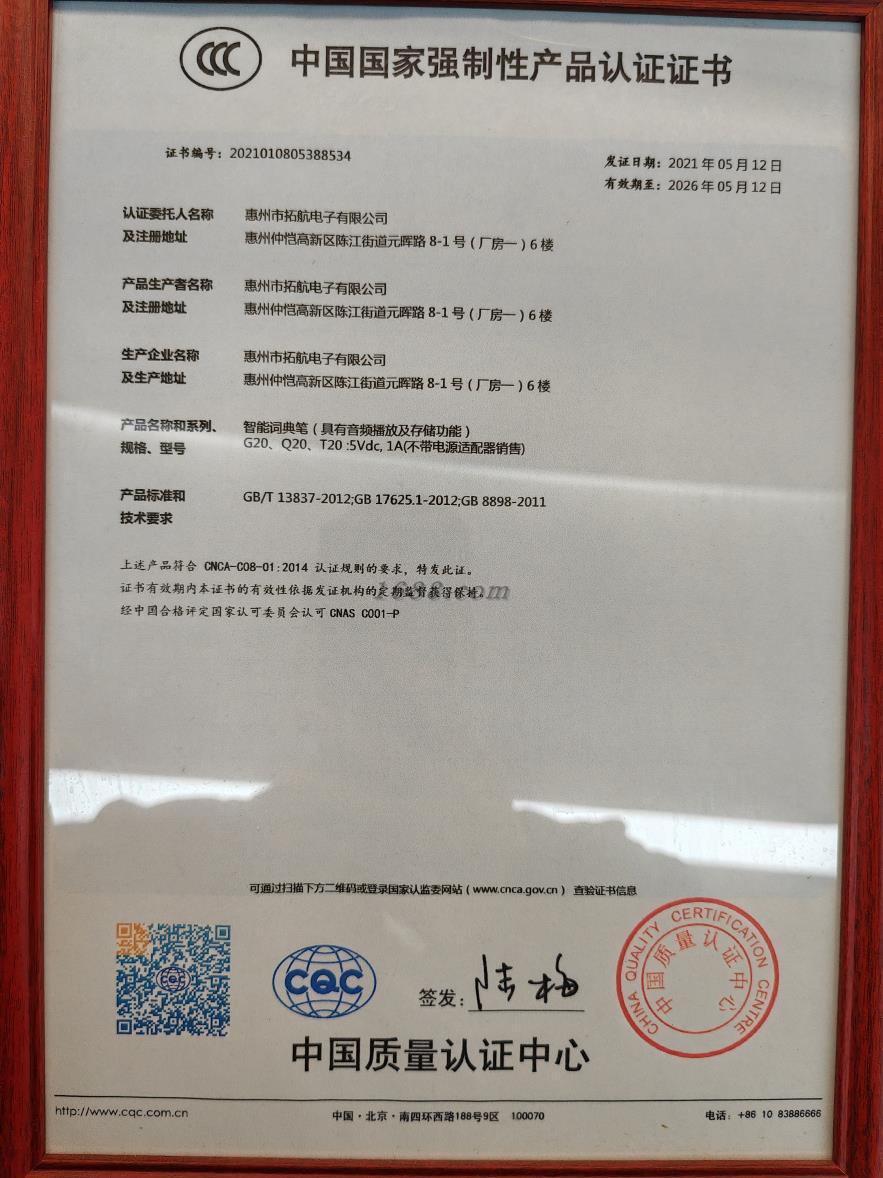 CCC 中国国家强制性产品认证证书
证书编号：2021010805388534
发证日期：2021 年 05 月 12 日
有效期至：2026 年 05 月 12 日
认证委托人名称 惠州市拓航电子有限公司
及注册地址 惠州仲恺高新区陈江街道元晖路 8-1 号（厂房一）6 楼
产品生产者名称 惠州市拓航电子有限公司
及注册地址 惠州仲恺高新区陈江街道元晖路 8-1 号（厂房一）6 楼
生产企业名称 惠州市拓航电子有限公司
及生产地址 惠州仲恺高新区陈江街道元晖路 8-1 号（厂房一）6 楼
产品名称和系列、 智能词典笔（具有音频播放及存储功能）
规格、型号 G20、Q20、T20 :5Vdc, 1A(不带电源适配器销售)
产品标准和 GB/T 13837-2012;GB 17625.1-2012;GB 8898-2011
技术要求
上述产品符合 CNCA-C08-01:2014 认证规则的要求，特发此证。
证书有效期内本证书的有效性依据发证机构的定期监督获得保持。
1688.com
经中国合格评定国家认可委员会认可 CNAS C001-P
可通过扫描下方二维码或登录国家认监委网站（www.cnca.gov.cn） 查验证书信息
CQC
CQC
签发：陆梅
CHINA QUALITY CERTIFICATION CENTRE
中国质量认证中心
中国质量认证中心
http://www.cqc.com.cn
中国·北京·南四环西路188号9区 100070
电话：+86 10 83886666